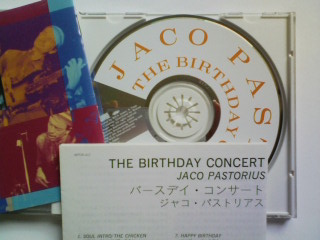 JACO PAS
THE BIRTHDAY C
THE BIRTHDAY CONCERT
JACO PASTORIUS
バースデイ・コンサート
ジャコ・パストリアス
1. SOUL INTRO/THE CHICKEN
7. HAPPY BIRTHDAY